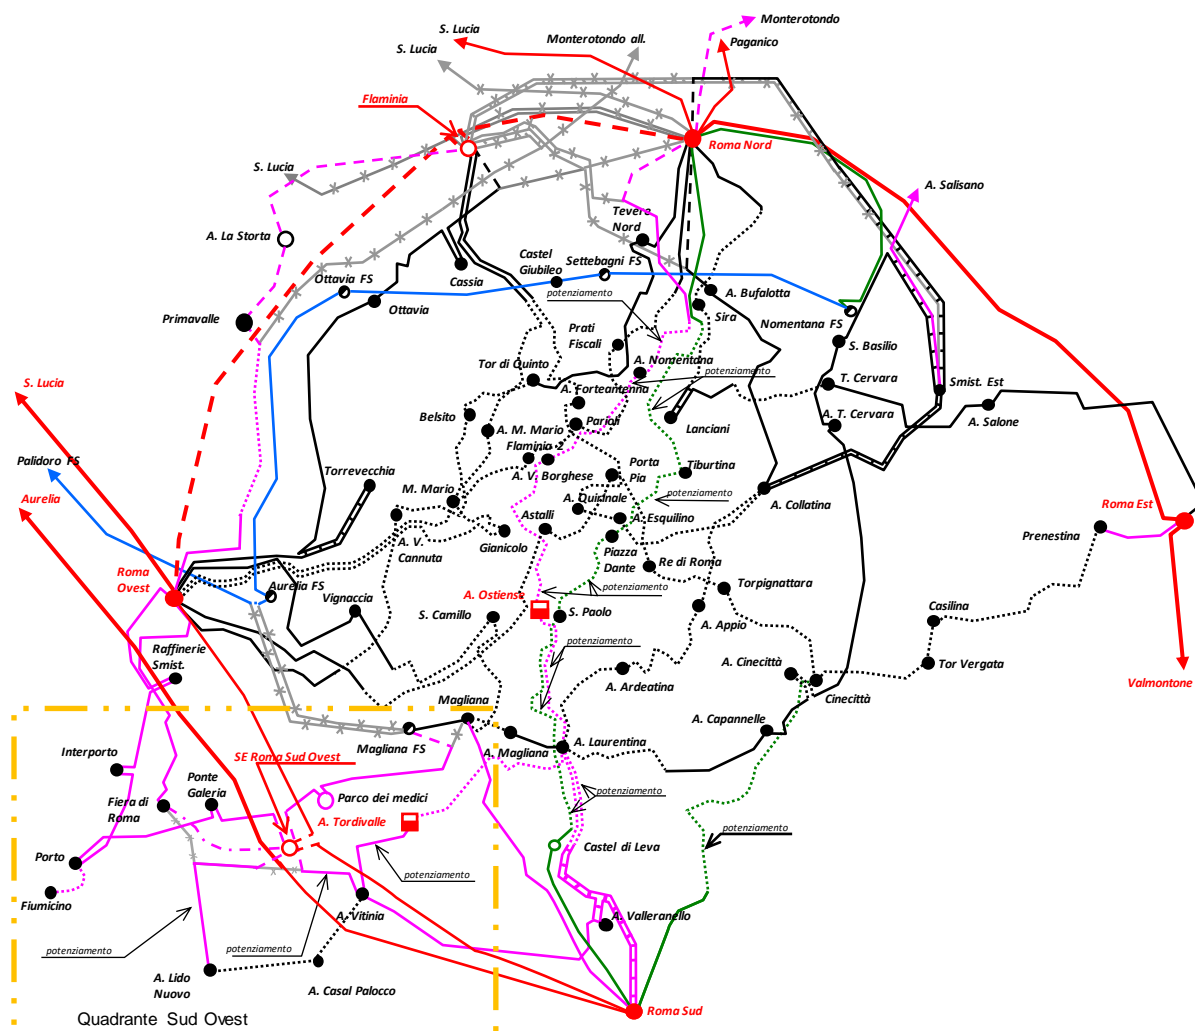 Monterotondo
S. Lucia
Monterotondo all.
Paganico
S. Lucia
Flaminia
Roma Nord
S. Lucia
A. Salisano
Tevere
Nord
A. La Storta
Cassia
Castel
Giubileo
Settebagni FS
Ottavia FS
potenziamento
A. Bufalotta
Ottavia
Sira
Nomentana FS
Primavalle
Prati
Fiscali
S. Basilio
A. Nomentana
Tor di Quinto
potenziamento
T. Cervara
Smist. Est
S. Lucia
A. Forteantenna
Belsito
Parioli
Lanciani
A. T. Cervara
A. Salone
A. M. Mario
Flaminia 2
Palidoro FS
Torrevecchia
A. V. Borghese
Porta
Pia
Tiburtina
Aurelia
M. Mario
A. Quirinale
potenziamento
A. Collatina
Roma Est
Astalli
A. Esquilino
A. V.
Cannuta
Gianicolo
Piazza
Dante
Prenestina
Roma
Ovest
Re di Roma
Aurelia FS
Vignaccia
A. Ostiense
potenziamento
Torpignattara
S. Camillo
S. Paolo
A. Appio
Casilina
Raffinerie
Smist.
potenziamento
A. Cinecittà
Tor Vergata
A. Ardeatina
Cinecittà
Valmontone
Magliana
A. Capannelle
Interporto
Magliana FS
A. Magliana
A. Laurentina
SE Roma Sud Ovest
Ponte
Galeria
Fiera di
Roma
Parco dei medici
potenziamento
A. Tordivalle
potenziamento
Castel di Leva
Porto
potenziamento
Fiumicino
A. Vitinia
A. Valleranello
potenziamento
potenziamento
A. Lido
Nuovo
A. Casal Palocco
Roma Sud
Quadrante Sud Ovest